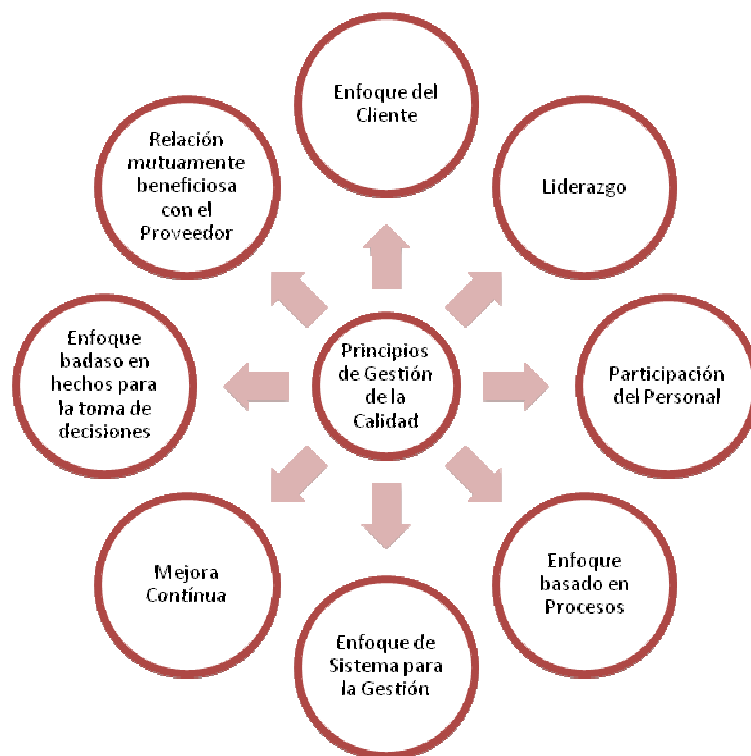 Enfoque del
Cliente
Liderazgo
Participación
del Personal
Enfoque
basado en
Procesos
Enfoque de
Sistema para
la Gestión
Mejora
Contínua
Enfoque
badaso en
hechos para
la toma de
decisiones
Relación
mutuamente
beneficiosa
con el
Proveedor
Principios
de Gestión
de la
Calidad